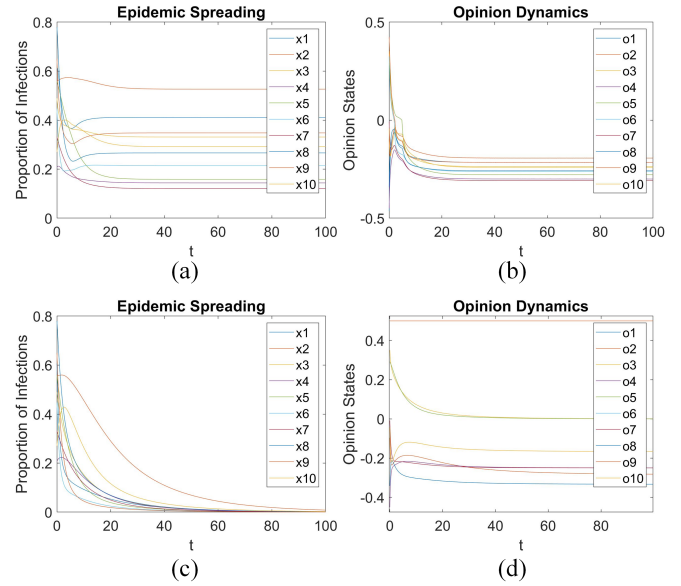 Epidemic Spreading
Proportion of Infections
0.8
0.6
0.4
0.2
0
0 20 40 60 80 100
t
x1
x2
x3
x4
x5
x6
x7
x8
x9
x10
(a)
Opinion Dynamics
Opinion States
0.5
0
-0.5
0 20 40 60 80
t
o1
o2
o3
o4
o5
o6
o7
o8
o9
o10
(b)
Epidemic Spreading
Proportion of Infections
0.8
0.6
0.4
0.2
0
0 20 40 60 80 100
t
x1
x2
x3
x4
x5
x6
x7
x8
x9
x10
(c)
Opinion Dynamics
Opinion States
0.4
0.2
0
-0.2
-0.4
0 20 40 60 80
t
o1
o2
o3
o4
o5
o6
o7
o8
o9
o10
(d)